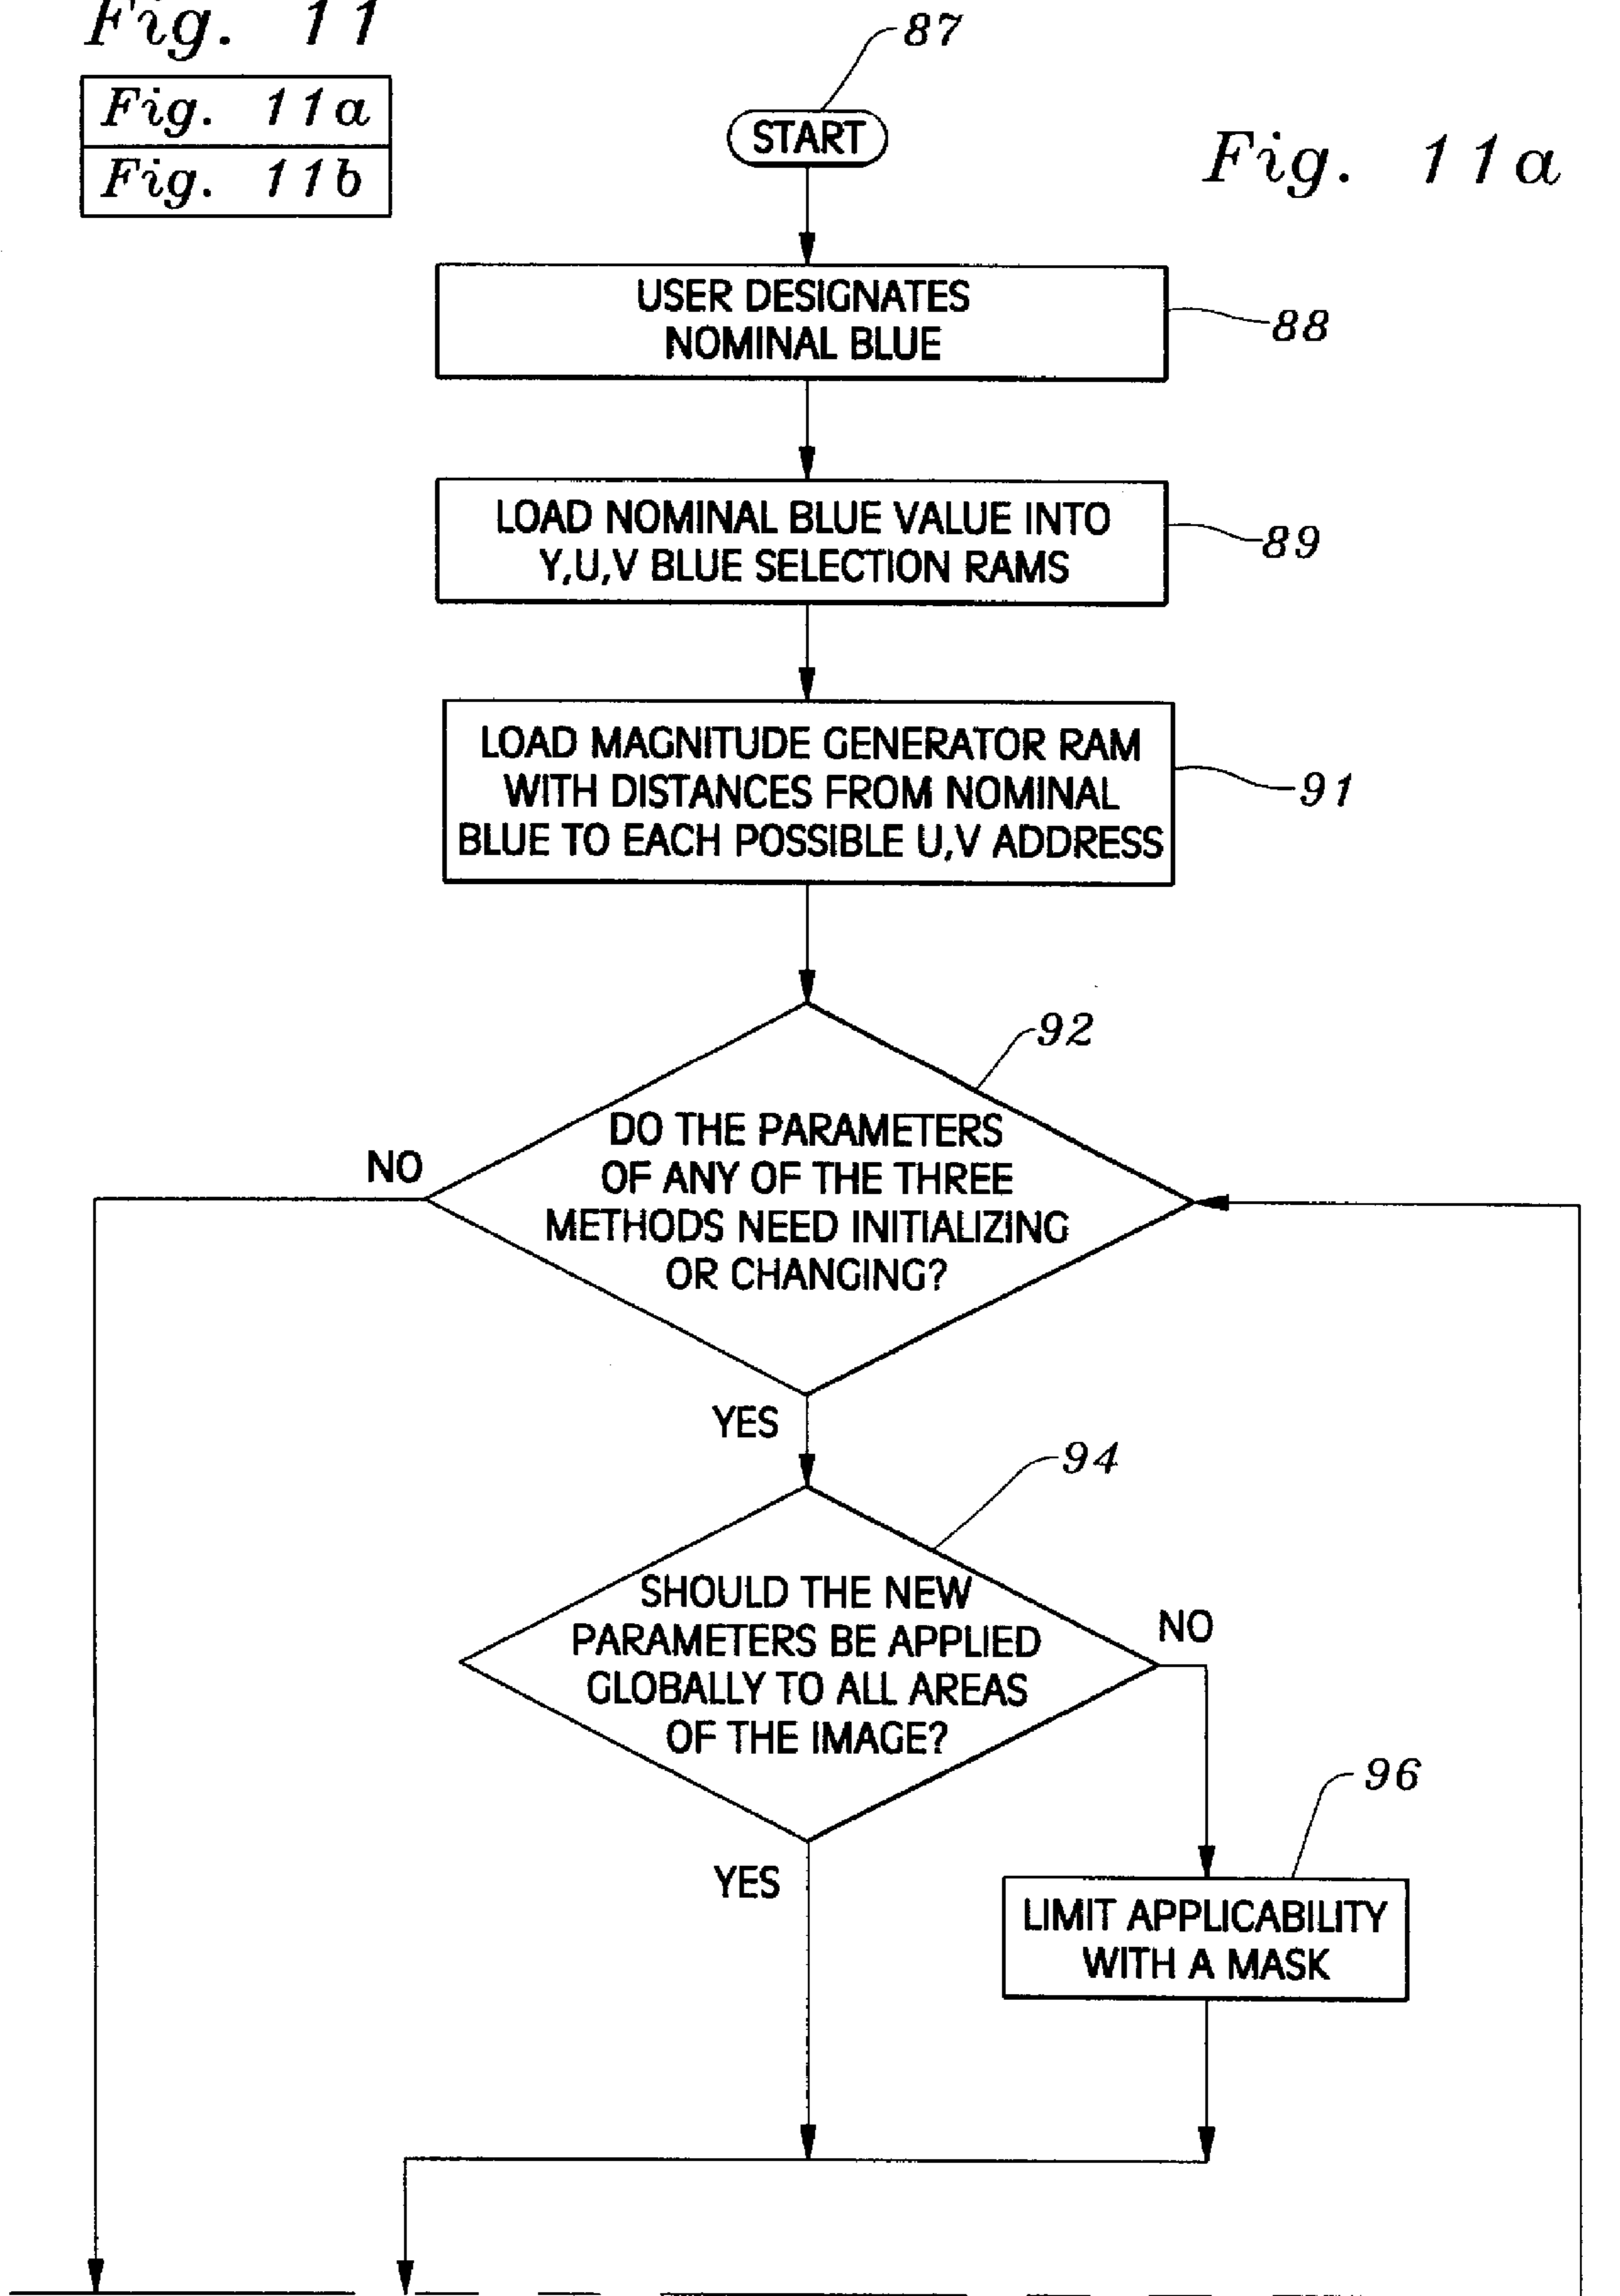 Fig. 11
Fig. 11a
Fig. 11b
87
START
Fig. 11a
USER DESIGNATES
NOMINAL BLUE
88
LOAD NOMINAL BLUE VALUE INTO
Y,U,V BLUE SELECTION RAMS
89
LOAD MAGNITUDE GENERATOR RAM
WITH DISTANCES FROM NOMINAL
BLUE TO EACH POSSIBLE U,V ADDRESS
91
92
DO THE PARAMETERS
OF ANY OF THE THREE
METHODS NEED INITIALIZING
OR CHANGING?
NO
YES
94
SHOULD THE NEW
PARAMETERS BE APPLIED
GLOBALLY TO ALL AREAS
OF THE IMAGE?
NO
YES
96
LIMIT APPLICABILITY
WITH A MASK